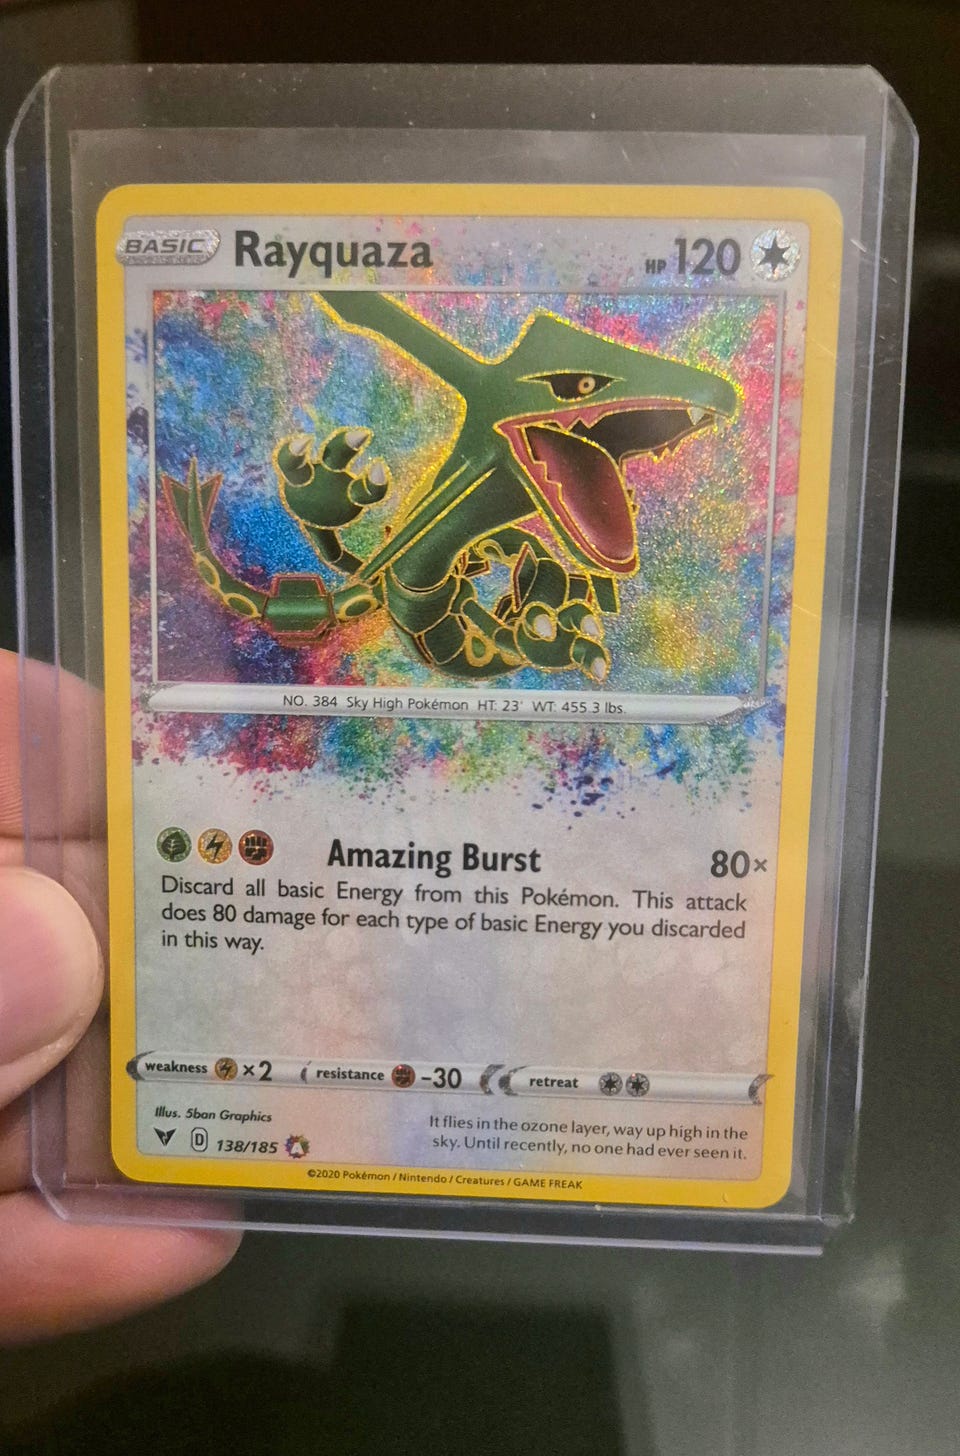 BASIC Rayquaza HP 120
NO. 384 Sky High Pokémon HT: 23' WT: 455.3 lbs.
Amazing Burst 80×
Discard all basic Energy from this Pokémon. This attack
does 80 damage for each type of basic Energy you discarded
in this way.
weakness ×2 resistance -30 retreat
Illus. 5ban Graphics
It flies in the ozone layer, way up high in the
sky. Until recently, no one had ever seen it.
D 138/185 A
©2020 Pokémon / Nintendo / Creatures / GAME FREAK